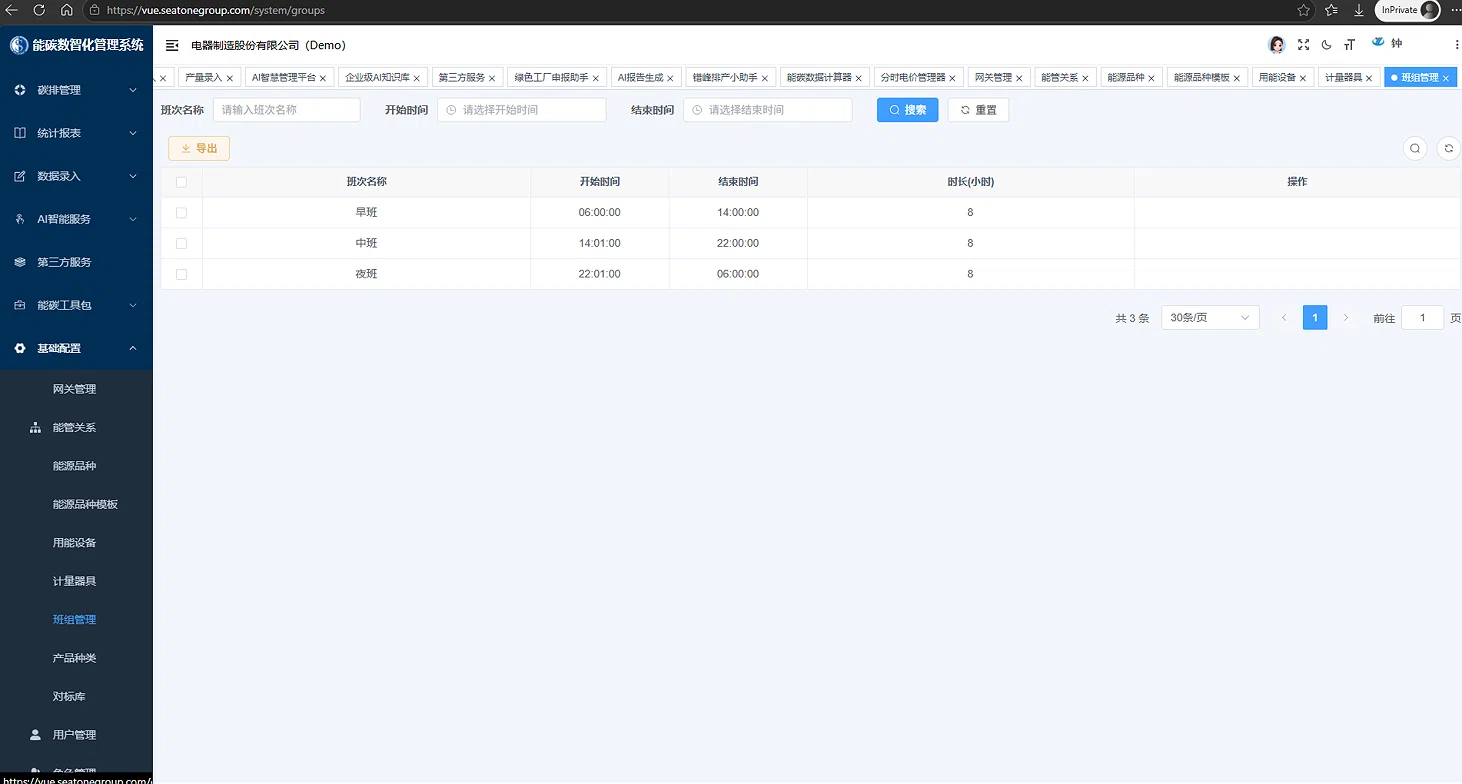 https://vue.seatonegroup.com/system/groups
InPrivate
能碳数智化管理系统
电器制造股份有限公司（Demo）
钟
产量录入 AI智慧管理平台 企业级AI知识库 第三方服务 绿色工厂申报助手 AI报告生成 错峰排产小助手 能碳数据计算器 分时电价管理器 网关管理 能管关系 能源品种 能源品种模板 用能设备 计量器具 班组管理
班次名称 请输入班次名称 开始时间 请选择开始时间 结束时间 请选择结束时间 搜索 重置
导出
班次名称 开始时间 结束时间 时长(小时) 操作
早班 06:00:00 14:00:00 8
中班 14:01:00 22:00:00 8
夜班 22:01:00 06:00:00 8
共 3 条 30条/页 1 前往 1 页
碳排管理
统计报表
数据录入
AI智能服务
第三方服务
能碳工具包
基础配置
网关管理
能管关系
能源品种
能源品种模板
用能设备
计量器具
班组管理
产品种类
对标库
用户管理
https://vue.seatonegroup.com/